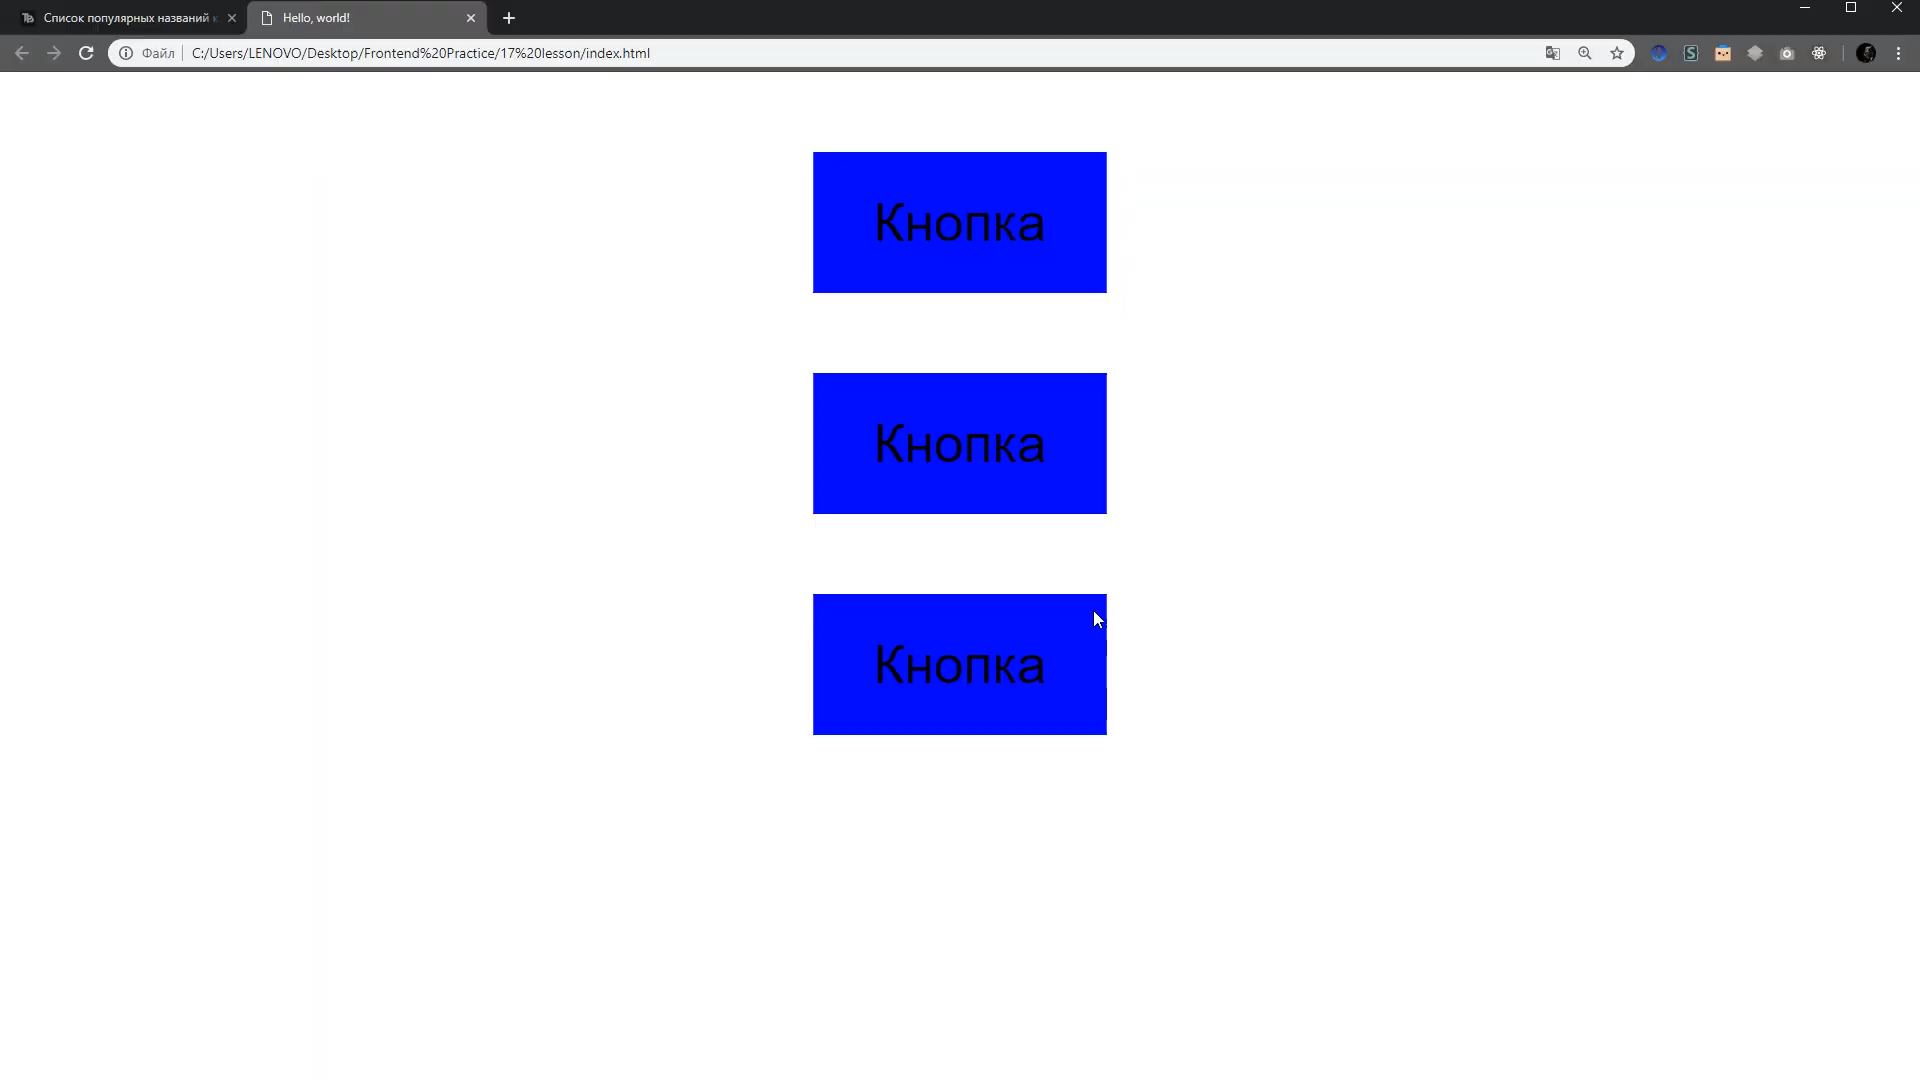 Список популярных названий
Hello, world!
Файл
C:/Users/LENOVO/Desktop/Frontend%20Practice/17%20lesson/index.html
Кнопка
Кнопка
Кнопка